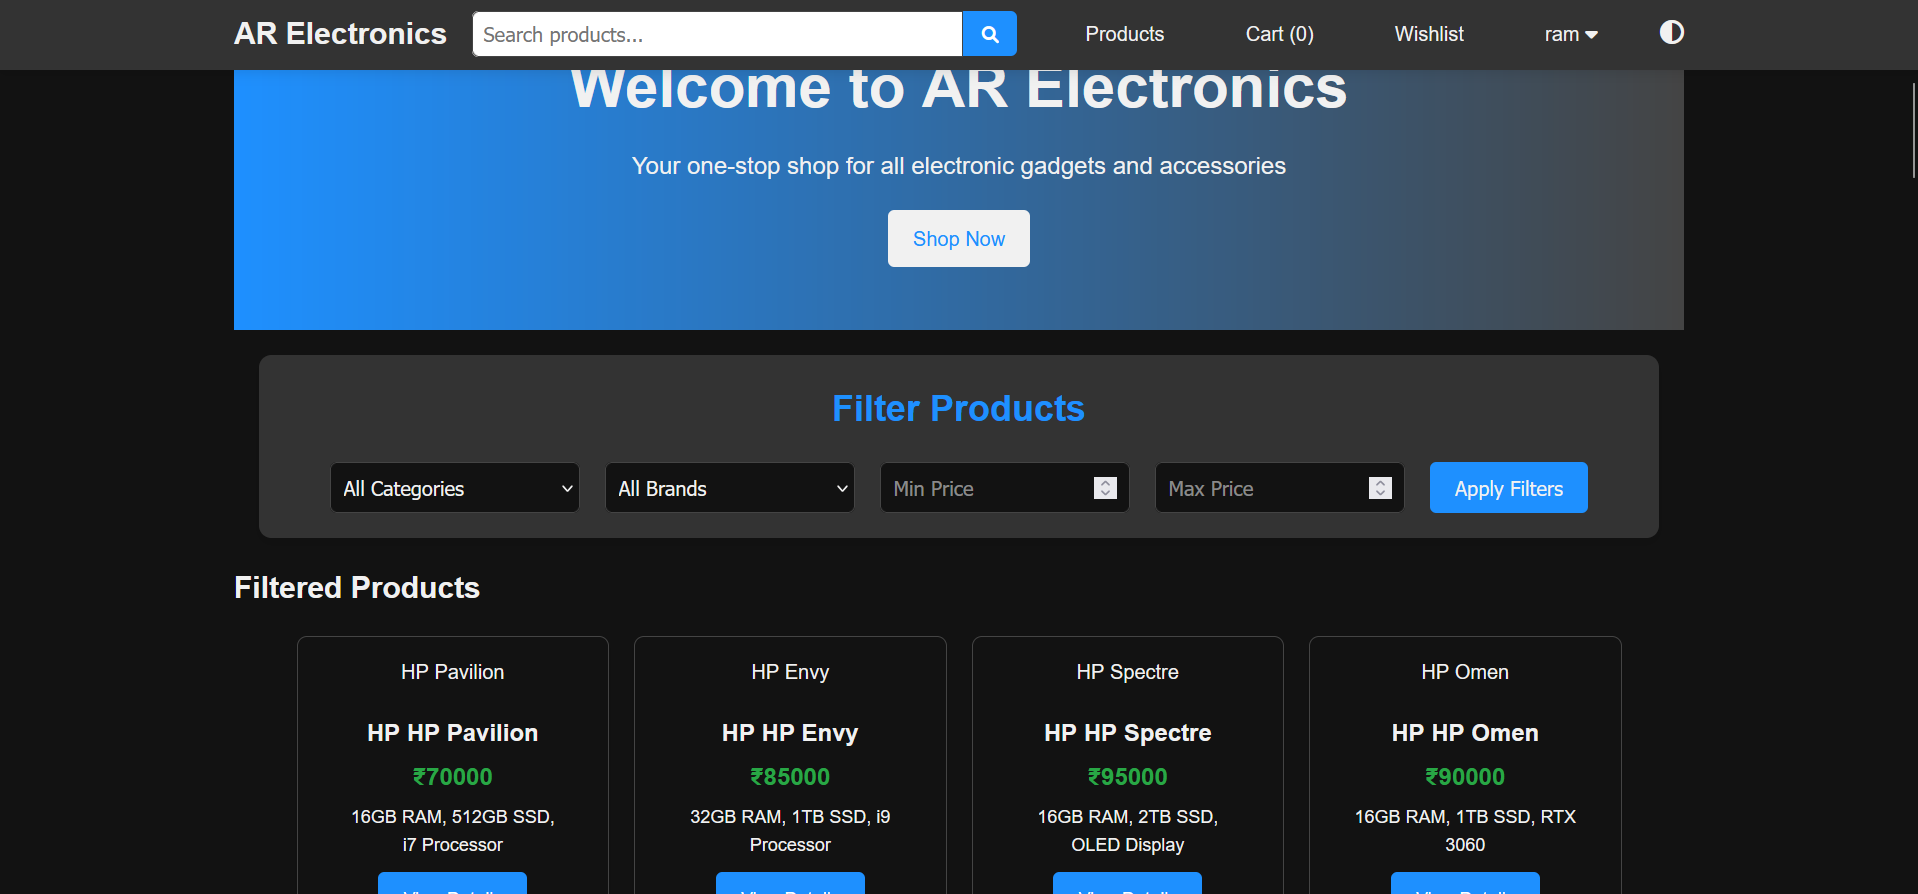 AR Electronics
Search products...
Products
Cart (0)
Wishlist
ram
Welcome to AR Electronics
Your one-stop shop for all electronic gadgets and accessories
Shop Now
Filter Products
All Categories
All Brands
Min Price
Max Price
Apply Filters
Filtered Products
HP Pavilion
HP HP Pavilion
₹70000
16GB RAM, 512GB SSD,
i7 Processor
HP Envy
HP HP Envy
₹85000
32GB RAM, 1TB SSD, i9
Processor
HP Spectre
HP HP Spectre
₹95000
16GB RAM, 2TB SSD,
OLED Display
HP Omen
HP HP Omen
₹90000
16GB RAM, 1TB SSD, RTX
3060